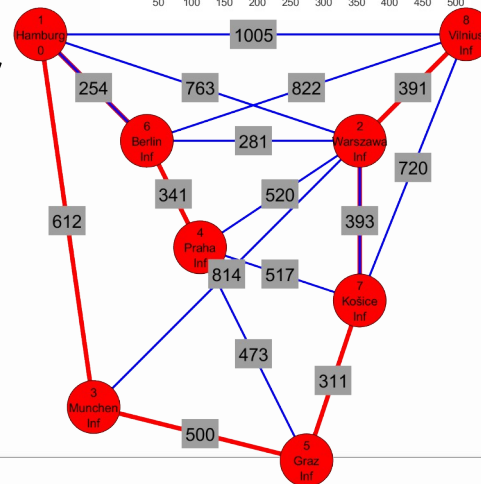 50 100 150 200 250 300 350 400 450 500
1
Hamburg
0
1005
8
Vilnius
Inf
254
763
822
391
6
Berlin
Inf
281
2
Warszawa
Inf
720
341
520
612
393
4
Praha
Inf
814
517
7
Košice
Inf
473
311
3
Munchen
Inf
500
5
Graz
Inf